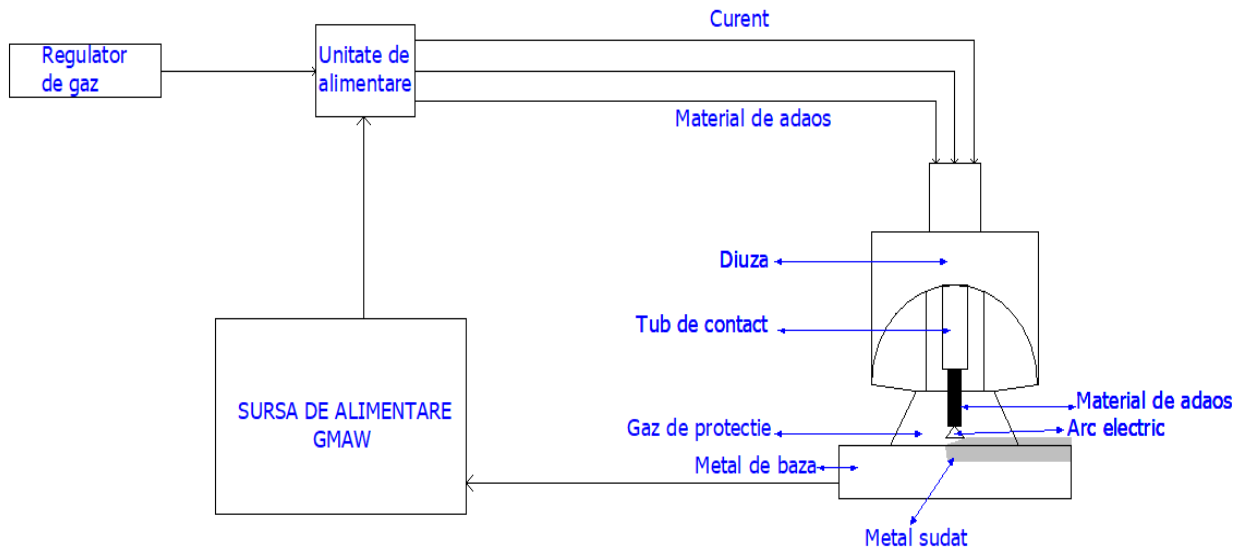 Curent
Regulator
de gaz
Unitate de
alimentare
Material de adaos
Diuza
Tub de contact
SURSA DE ALIMENTARE
GMAW
Material de adaos
Gaz de protectie
Arc electric
Metal de baza
Metal sudat